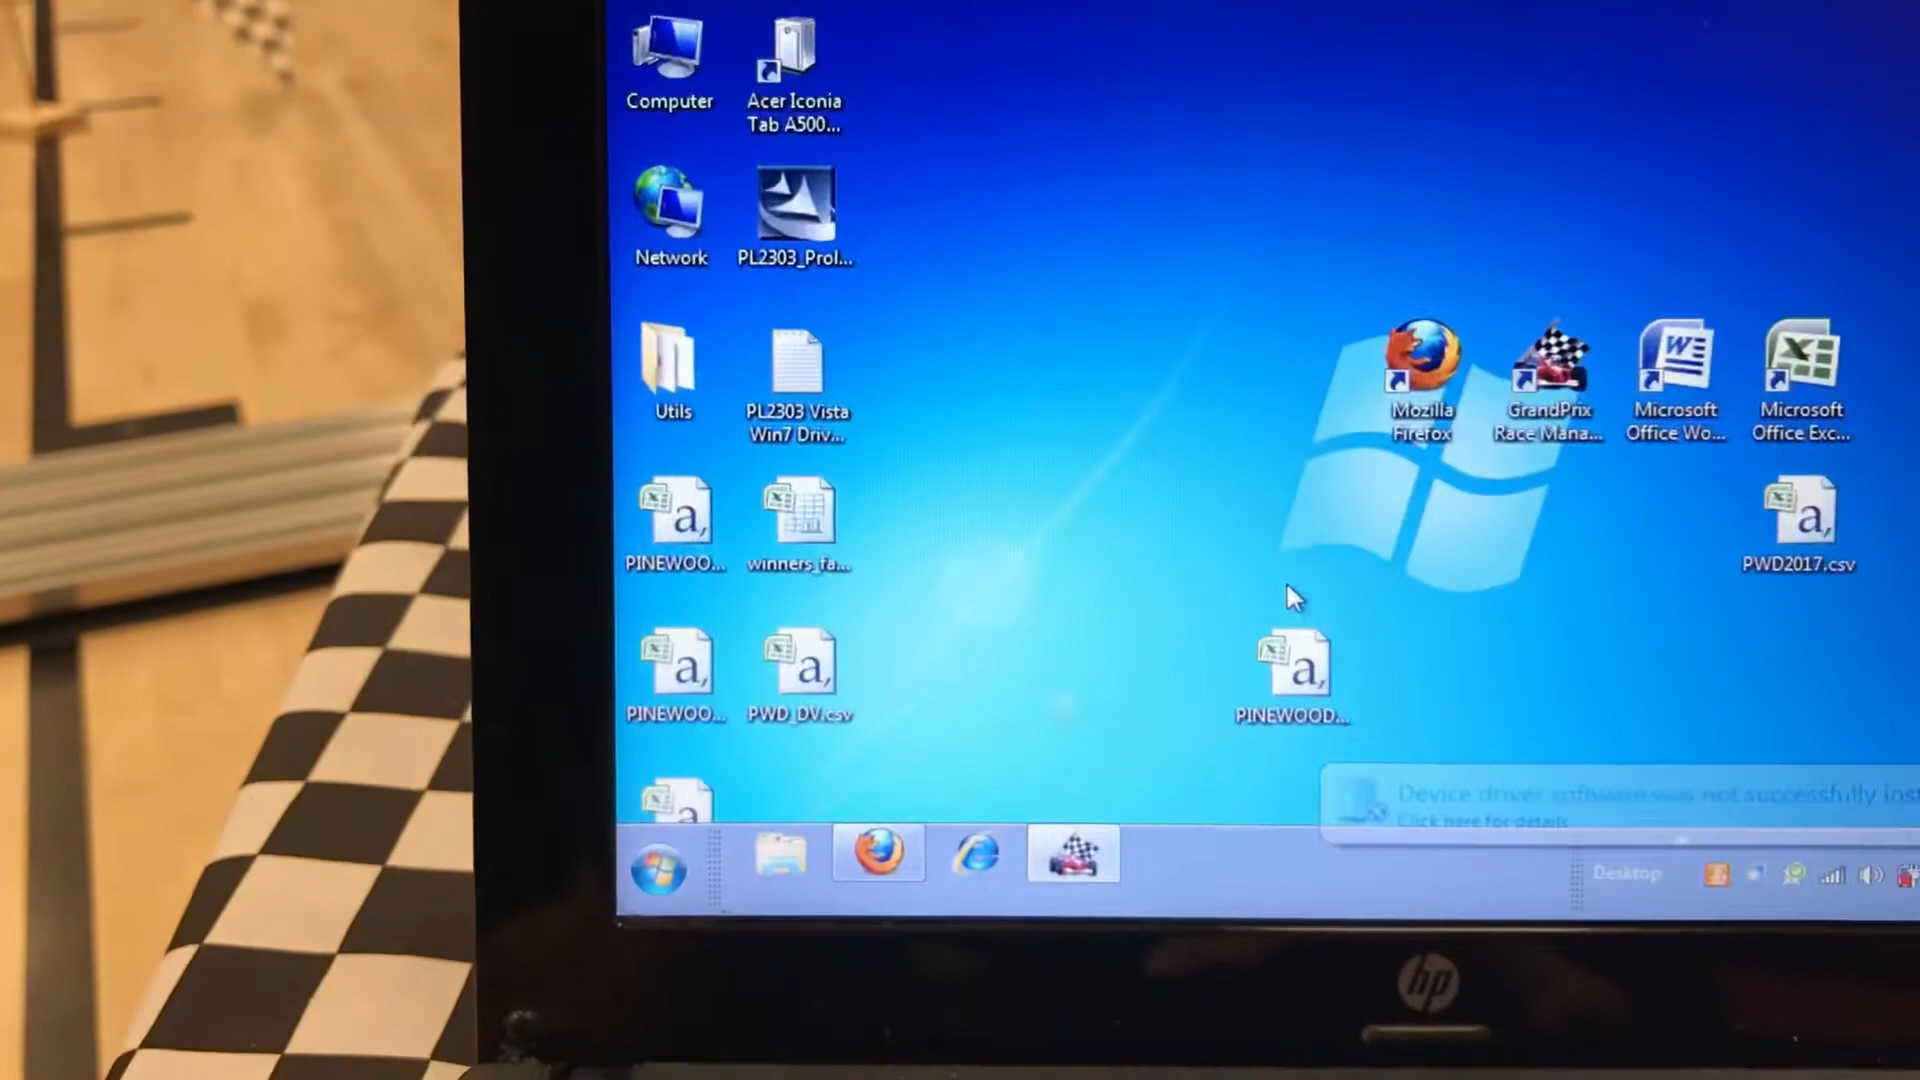 Computer
Acer Iconia
Tab A500...
Network
PL2303_Prol...
Utils
PL2303 Vista
Win7 Driv...
Mozilla
Firefox
GrandPrix
Race Mana...
Microsoft
Office Wo...
Microsoft
Office Exc...
PINEWOO...
winners_fa...
PWD2017.csv
PINEWOO...
PWD_DV.csv
PINEWOOD...
a,
Device driver software was not successfully inst
Click here for details.
Desktop
hp